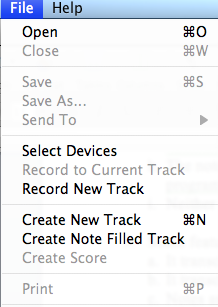 File Help
Open ⌘O
Close ⌘W
Save ⌘S
Save As...
Send To ▶
Select Devices
Record to Current Track
Record New Track
Create New Track ⌘N
Create Note Filled Track
Create Score
Print ⌘P